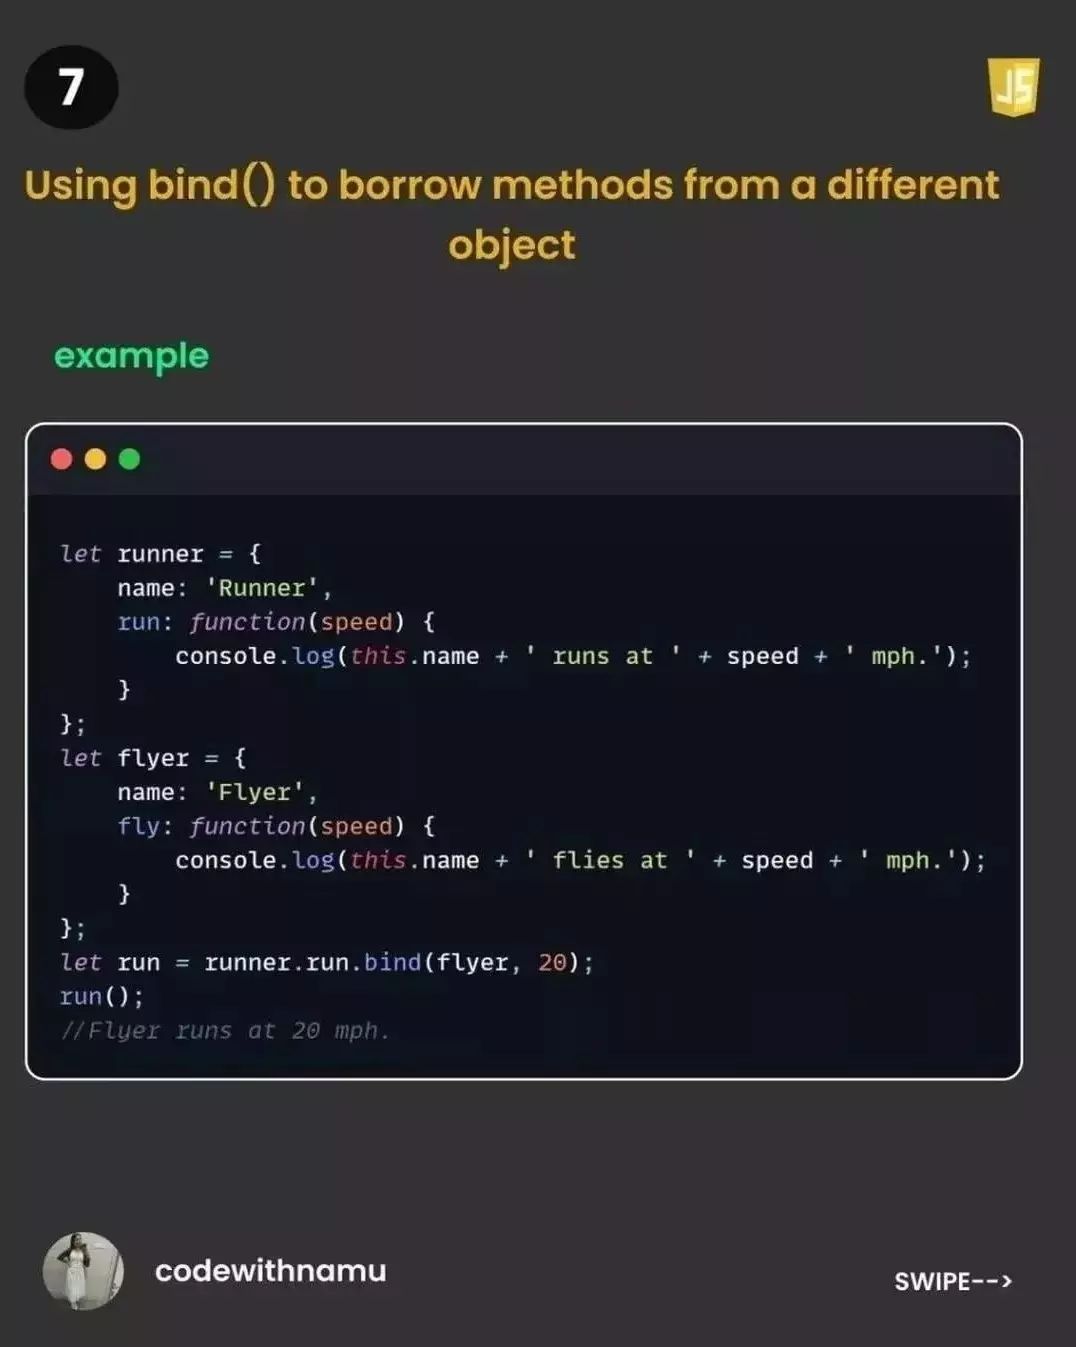 7
JS
Using bind() to borrow methods from a different
object
example
let runner = {
    name: 'Runner',
    run: function(speed) {
        console.log(this.name + ' runs at ' + speed + ' mph.');
    }
};
let flyer = {
    name: 'Flyer',
    fly: function(speed) {
        console.log(this.name + ' flies at ' + speed + ' mph.');
    }
};
let run = runner.run.bind(flyer, 20);
run();
//Flyer runs at 20 mph.
codewithnamu
SWIPE-->